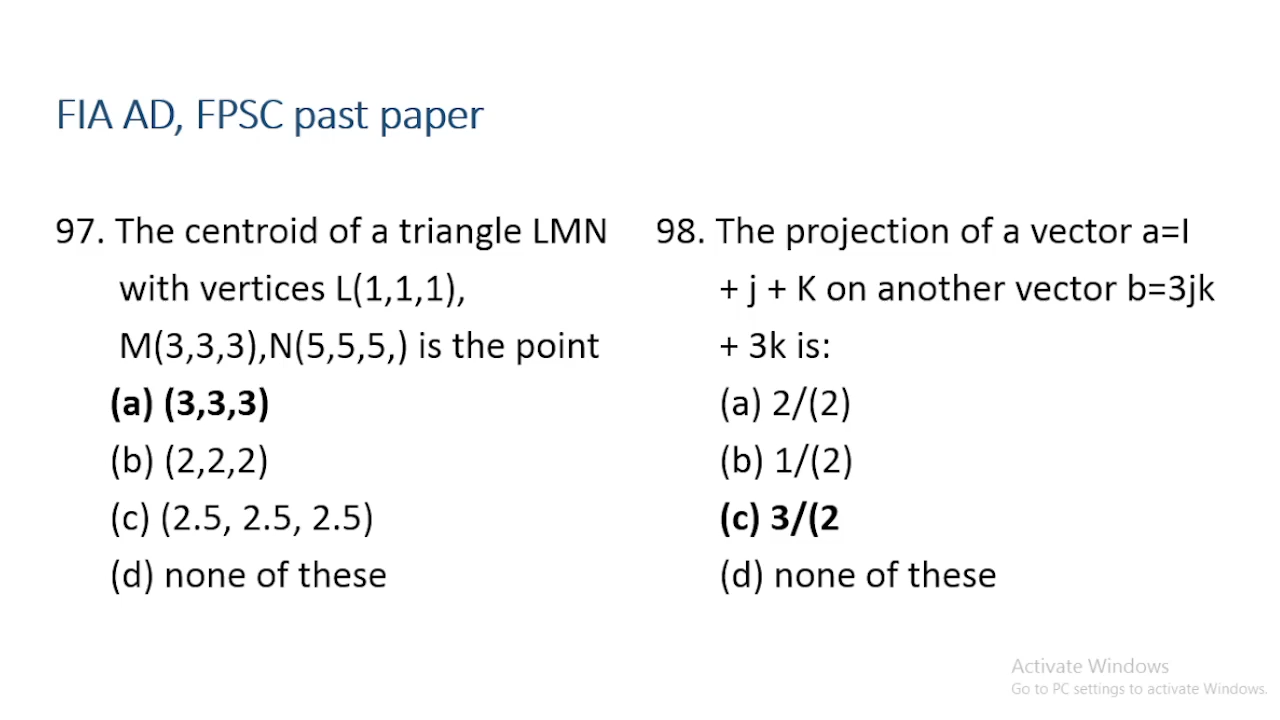 FIA AD, FPSC past paper
97. The centroid of a triangle LMN
with vertices L(1,1,1),
M(3,3,3),N(5,5,5,) is the point
(a) (3,3,3)
(b) (2,2,2)
(c) (2.5, 2.5, 2.5)
(d) none of these
98. The projection of a vector a=I
+ j + K on another vector b=3jk
+ 3k is:
(a) 2/(2)
(b) 1/(2)
(c) 3/(2
(d) none of these
Activate Windows
Go to PC settings to activate Windows.